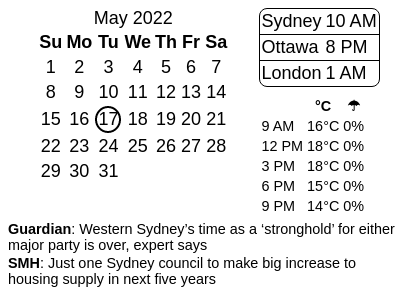 May 2022
Su Mo Tu We Th Fr Sa
1 2 3 4 5 6 7
8 9 10 11 12 13 14
15 16 17 18 19 20 21
22 23 24 25 26 27 28
29 30 31
Sydney 10 AM
Ottawa 8 PM
London 1 AM
°C ☂
9 AM 16°C 0%
12 PM 18°C 0%
3 PM 18°C 0%
6 PM 15°C 0%
9 PM 14°C 0%
Guardian: Western Sydney’s time as a ‘stronghold’ for either
major party is over, expert says
SMH: Just one Sydney council to make big increase to
housing supply in next five years